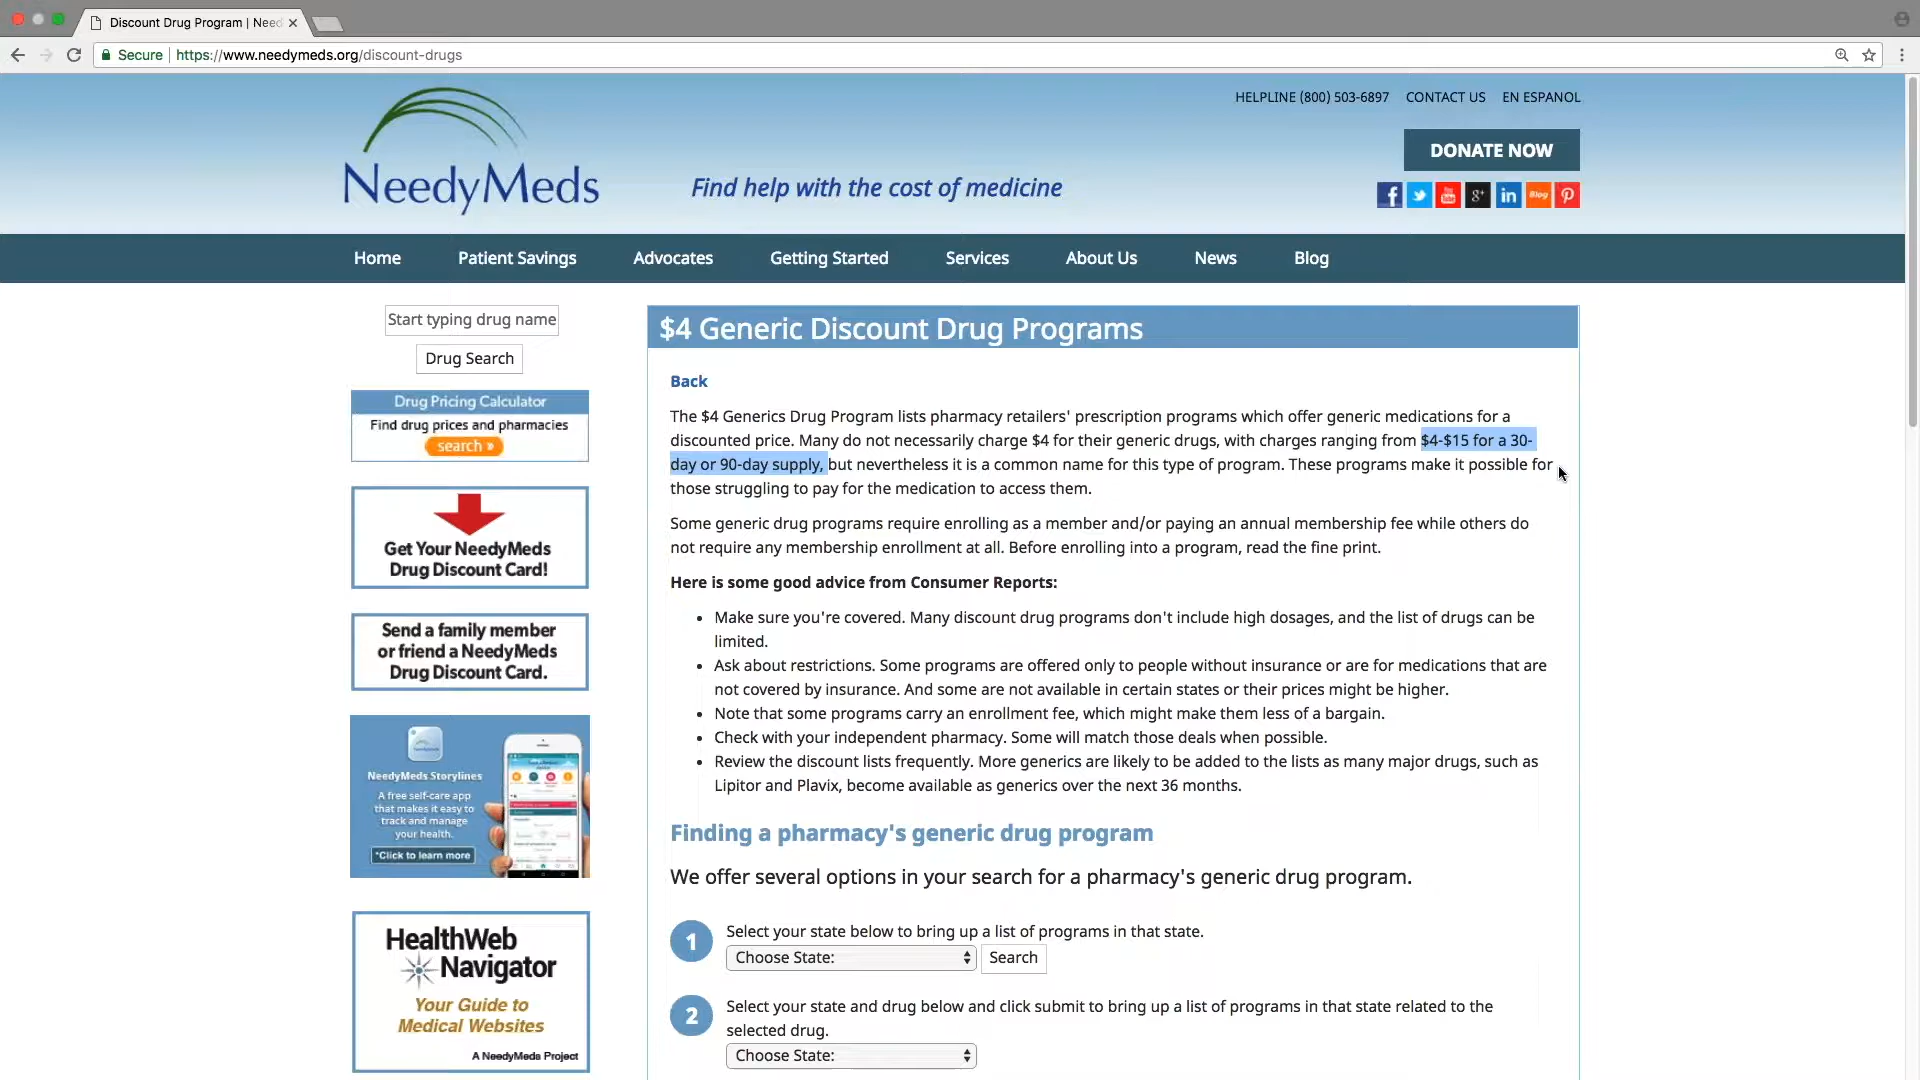 Discount Drug Program | Need
Secure https://www.needymeds.org/discount-drugs
HELPLINE (800) 503-6897 CONTACT US EN ESPANOL
DONATE NOW
NeedyMeds
Find help with the cost of medicine
f You Tube g+ in Blog
Home Patient Savings Advocates Getting Started Services About Us News Blog
Start typing drug name
Drug Search
Drug Pricing Calculator
Find drug prices and pharmacies
search »
Get Your NeedyMeds
Drug Discount Card!
Send a family member
or friend a NeedyMeds
Drug Discount Card.
NeedyMeds Storylines
A free self-care app
that makes it easy to
track and manage
your health.
*Click to learn more
HealthWeb
Navigator
Your Guide to
Medical Websites
A NeedyMeds Project
$4 Generic Discount Drug Programs
Back
The $4 Generics Drug Program lists pharmacy retailers' prescription programs which offer generic medications for a
discounted price. Many do not necessarily charge $4 for their generic drugs, with charges ranging from $4-$15 for a 30-
day or 90-day supply, but nevertheless it is a common name for this type of program. These programs make it possible for
those struggling to pay for the medication to access them.
Some generic drug programs require enrolling as a member and/or paying an annual membership fee while others do
not require any membership enrollment at all. Before enrolling into a program, read the fine print.
Here is some good advice from Consumer Reports:
• Make sure you're covered. Many discount drug programs don't include high dosages, and the list of drugs can be
limited.
• Ask about restrictions. Some programs are offered only to people without insurance or are for medications that are
not covered by insurance. And some are not available in certain states or their prices might be higher.
• Note that some programs carry an enrollment fee, which might make them less of a bargain.
• Check with your independent pharmacy. Some will match those deals when possible.
• Review the discount lists frequently. More generics are likely to be added to the lists as many major drugs, such as
Lipitor and Plavix, become available as generics over the next 36 months.
Finding a pharmacy's generic drug program
We offer several options in your search for a pharmacy's generic drug program.
1 Select your state below to bring up a list of programs in that state.
Choose State: Search
2 Select your state and drug below and click submit to bring up a list of programs in that state related to the
selected drug.
Choose State: